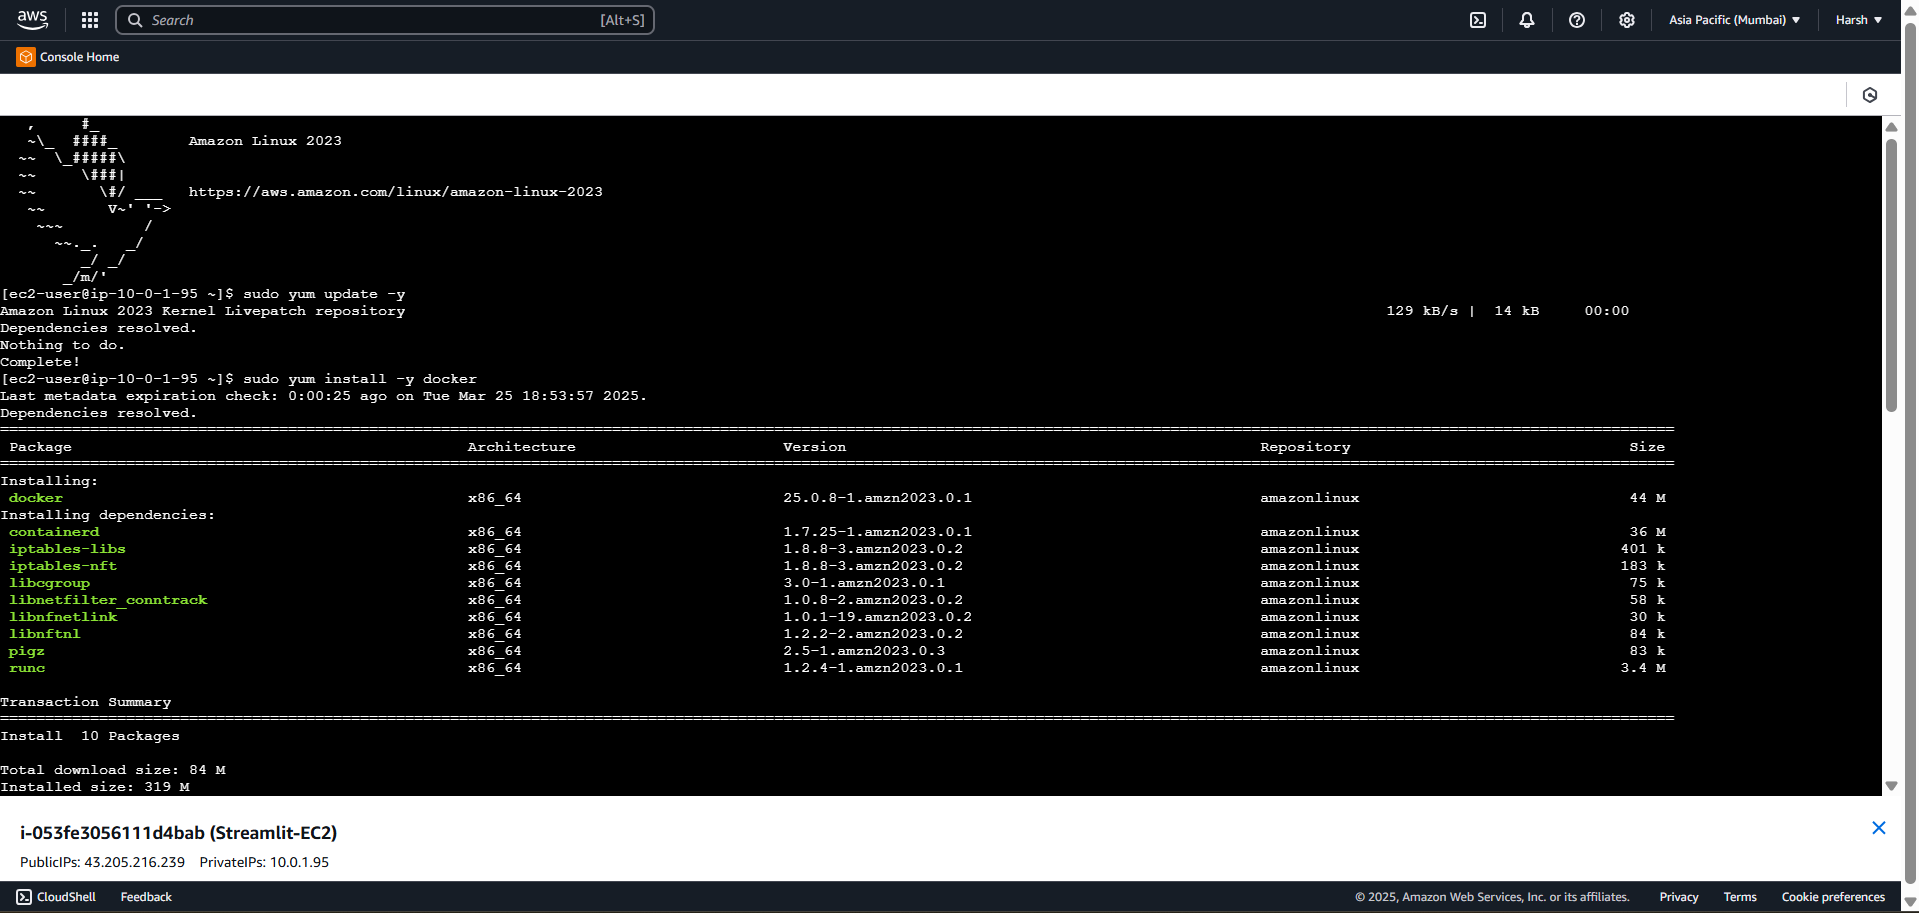 aws
Search [Alt+S]
Asia Pacific (Mumbai)
Harsh
Console Home
   ,     #_
   ~\_  ####_        Amazon Linux 2023
  ~~  \_#####\
  ~~     \###|
  ~~       \#/ ___   https://aws.amazon.com/linux/amazon-linux-2023
   ~~       V~' '->
    ~~~         /
      ~~._.   _/
         _/ _/
       _/m/'
[ec2-user@ip-10-0-1-95 ~]$ sudo yum update -y
Amazon Linux 2023 Kernel Livepatch repository 129 kB/s | 14 kB 00:00
Dependencies resolved.
Nothing to do.
Complete!
[ec2-user@ip-10-0-1-95 ~]$ sudo yum install -y docker
Last metadata expiration check: 0:00:25 ago on Tue Mar 25 18:53:57 2025.
Dependencies resolved.
Package Architecture Version Repository Size
Installing:
docker x86_64 25.0.8-1.amzn2023.0.1 amazonlinux 44 M
Installing dependencies:
containerd x86_64 1.7.25-1.amzn2023.0.1 amazonlinux 36 M
iptables-libs x86_64 1.8.8-3.amzn2023.0.2 amazonlinux 401 k
iptables-nft x86_64 1.8.8-3.amzn2023.0.2 amazonlinux 183 k
libcgroup x86_64 3.0-1.amzn2023.0.1 amazonlinux 75 k
libnetfilter_conntrack x86_64 1.0.8-2.amzn2023.0.2 amazonlinux 58 k
libnfnetlink x86_64 1.0.1-19.amzn2023.0.2 amazonlinux 30 k
libnftnl x86_64 1.2.2-2.amzn2023.0.2 amazonlinux 84 k
pigz x86_64 2.5-1.amzn2023.0.3 amazonlinux 83 k
runc x86_64 1.2.4-1.amzn2023.0.1 amazonlinux 3.4 M
Transaction Summary
Install 10 Packages
Total download size: 84 M
Installed size: 319 M
i-053fe3056111d4bab (Streamlit-EC2)
PublicIPs: 43.205.216.239 PrivateIPs: 10.0.1.95
CloudShell Feedback © 2025, Amazon Web Services, Inc. or its affiliates. Privacy Terms Cookie preferences